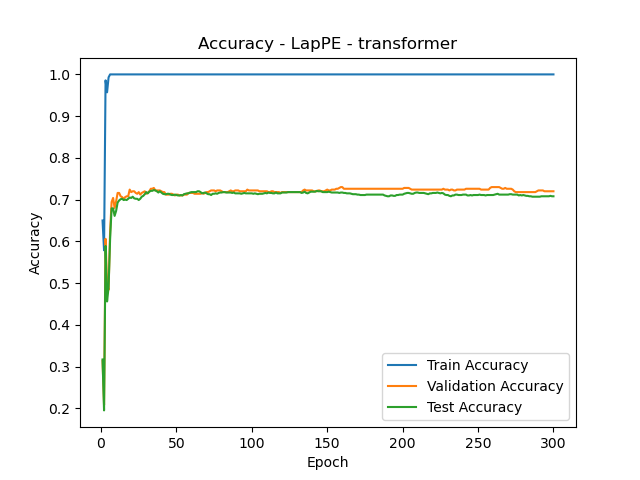 Accuracy - LapPE - transformer
1.0
0.9
0.8
0.7
0.6
0.5
0.4
0.3
0.2
Accuracy
0 50 100 150 200 250 300
Epoch
Train Accuracy
Validation Accuracy
Test Accuracy